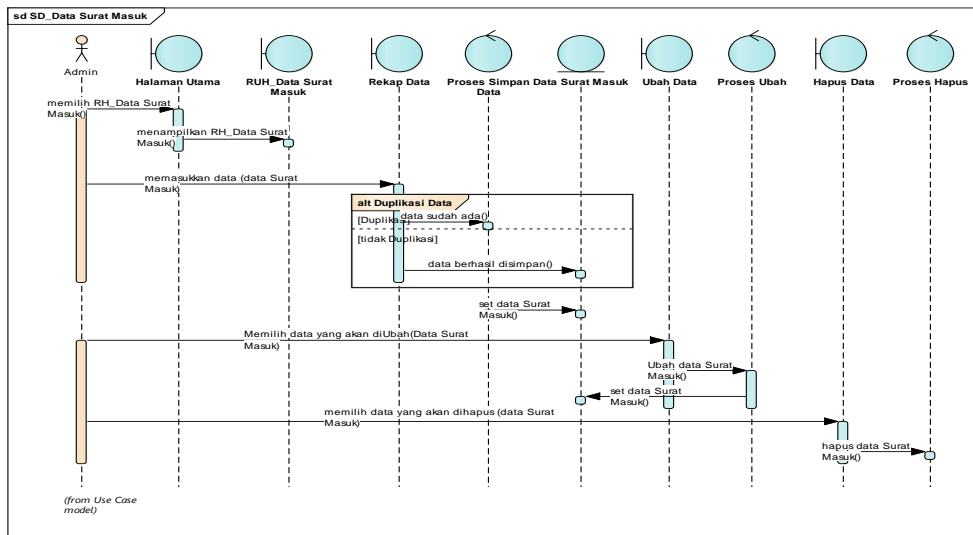 sd SD_Data Surat Masuk
Admin
Halaman Utama
RUH_Data Surat
Masuk
Rekap Data
Proses Simpan
Data
Data Surat Masuk
Ubah Data
Proses Ubah
Hapus Data
Proses Hapus
memilih RH_Data Surat
Masuk()
menampilkan RH_Data Surat
Masuk()
memasukkan data (data Surat
Masuk)
alt Duplikasi Data
[Duplikasi]
data sudah ada()
[tidak Duplikasi]
data berhasil disimpan()
set data Surat
Masuk()
Memilih data yang akan diUbah(Data Surat
Masuk)
Ubah data Surat
Masuk()
set data Surat
Masuk()
memilih data yang akan dihapus (data Surat
Masuk)
hapus data Surat
Masuk()
(from Use Case
model)